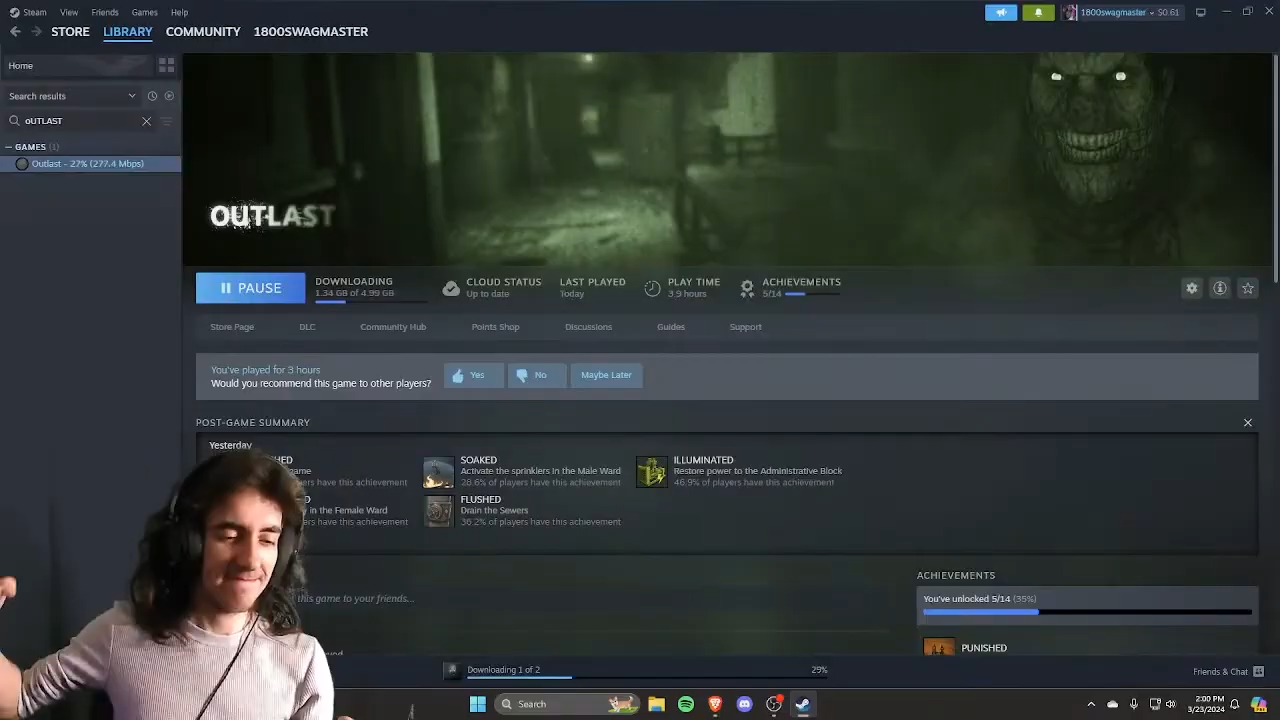 Steam View Friends Games Help
1800swagmaster $0.61
STORE LIBRARY COMMUNITY 1800SWAGMASTER
Home
Search results
OUTLAST
GAMES (1)
Outlast - 27% (277.4 Mbps)
OUTLAST
PAUSE
DOWNLOADING
1.34 GB of 4.99 GB
CLOUD STATUS
Up to date
LAST PLAYED
Today
PLAY TIME
3.9 hours
ACHIEVEMENTS
5/14
Store Page DLC Community Hub Points Shop Discussions Guides Support
You've played for 3 hours
Would you recommend this game to other players?
Yes No Maybe Later
POST-GAME SUMMARY
Yesterday
SOAKED
Activate the sprinklers in the Male Ward
28.6% of players have this achievement
ILLUMINATED
Restore power to the Administrative Block
46.9% of players have this achievement
have this achievement
in the Female Ward
have this achievement
FLUSHED
Drain the Sewers
36.2% of players have this achievement
this game to your friends...
ACHIEVEMENTS
You've unlocked 5/14 (35%)
PUNISHED
Downloading 1 of 2 29%
Friends & Chat
Search
2:00 PM
3/23/2024